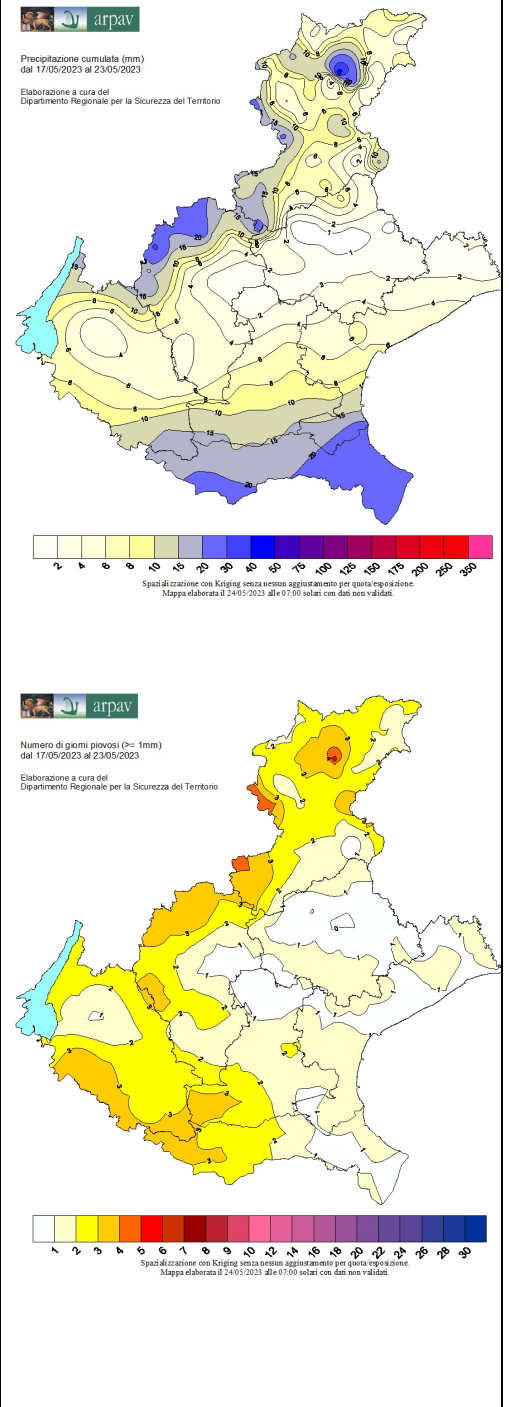 arpav
Precipitazione cumulata (mm)
dal 17/05/2023 al 23/05/2023
Elaborazione a cura del
Dipartimento Regionale per la Sicurezza del Territorio
2 4 6 8 10 15 20 30 40 50 75 100 125 150 175 200 250 350
Spazializzazione con Kriging senza nessun aggiustamento per quota/esposizione.
Mappa elaborata il 24/05/2023 alle 07:00 solari con dati non validati.
arpav
Numero di giorni piovosi (>= 1mm)
dal 17/05/2023 al 23/05/2023
Elaborazione a cura del
Dipartimento Regionale per la Sicurezza del Territorio
1 2 3 4 5 6 7 8 9 10 12 14 16 18 20 22 24 26 28 30
Spazializzazione con Kriging senza nessun aggiustamento per quota/esposizione.
Mappa elaborata il 24/05/2023 alle 07:00 solari con dati non validati.